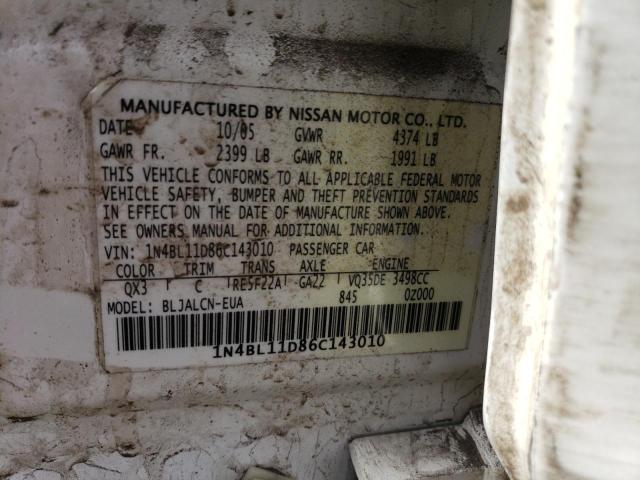 MANUFACTURED BY NISSAN MOTOR CO., LTD.
DATE 10/05 GVWR 4374 LB
GAWR FR. 2399 LB GAWR RR. 1991 LB
THIS VEHICLE CONFORMS TO ALL APPLICABLE FEDERAL MOTOR
VEHICLE SAFETY, BUMPER AND THEFT PREVENTION STANDARDS
IN EFFECT ON THE DATE OF MANUFACTURE SHOWN ABOVE.
SEE OWNERS MANUAL FOR ADDITIONAL INFORMATION.
VIN: 1N4BL11D86C143010 PASSENGER CAR
COLOR TRIM TRANS AXLE ENGINE
QX3 C RE5F22A GA22 VQ35DE 3498CC
MODEL: BLJALCN-EUA 845 0Z000
1N4BL11D86C143010